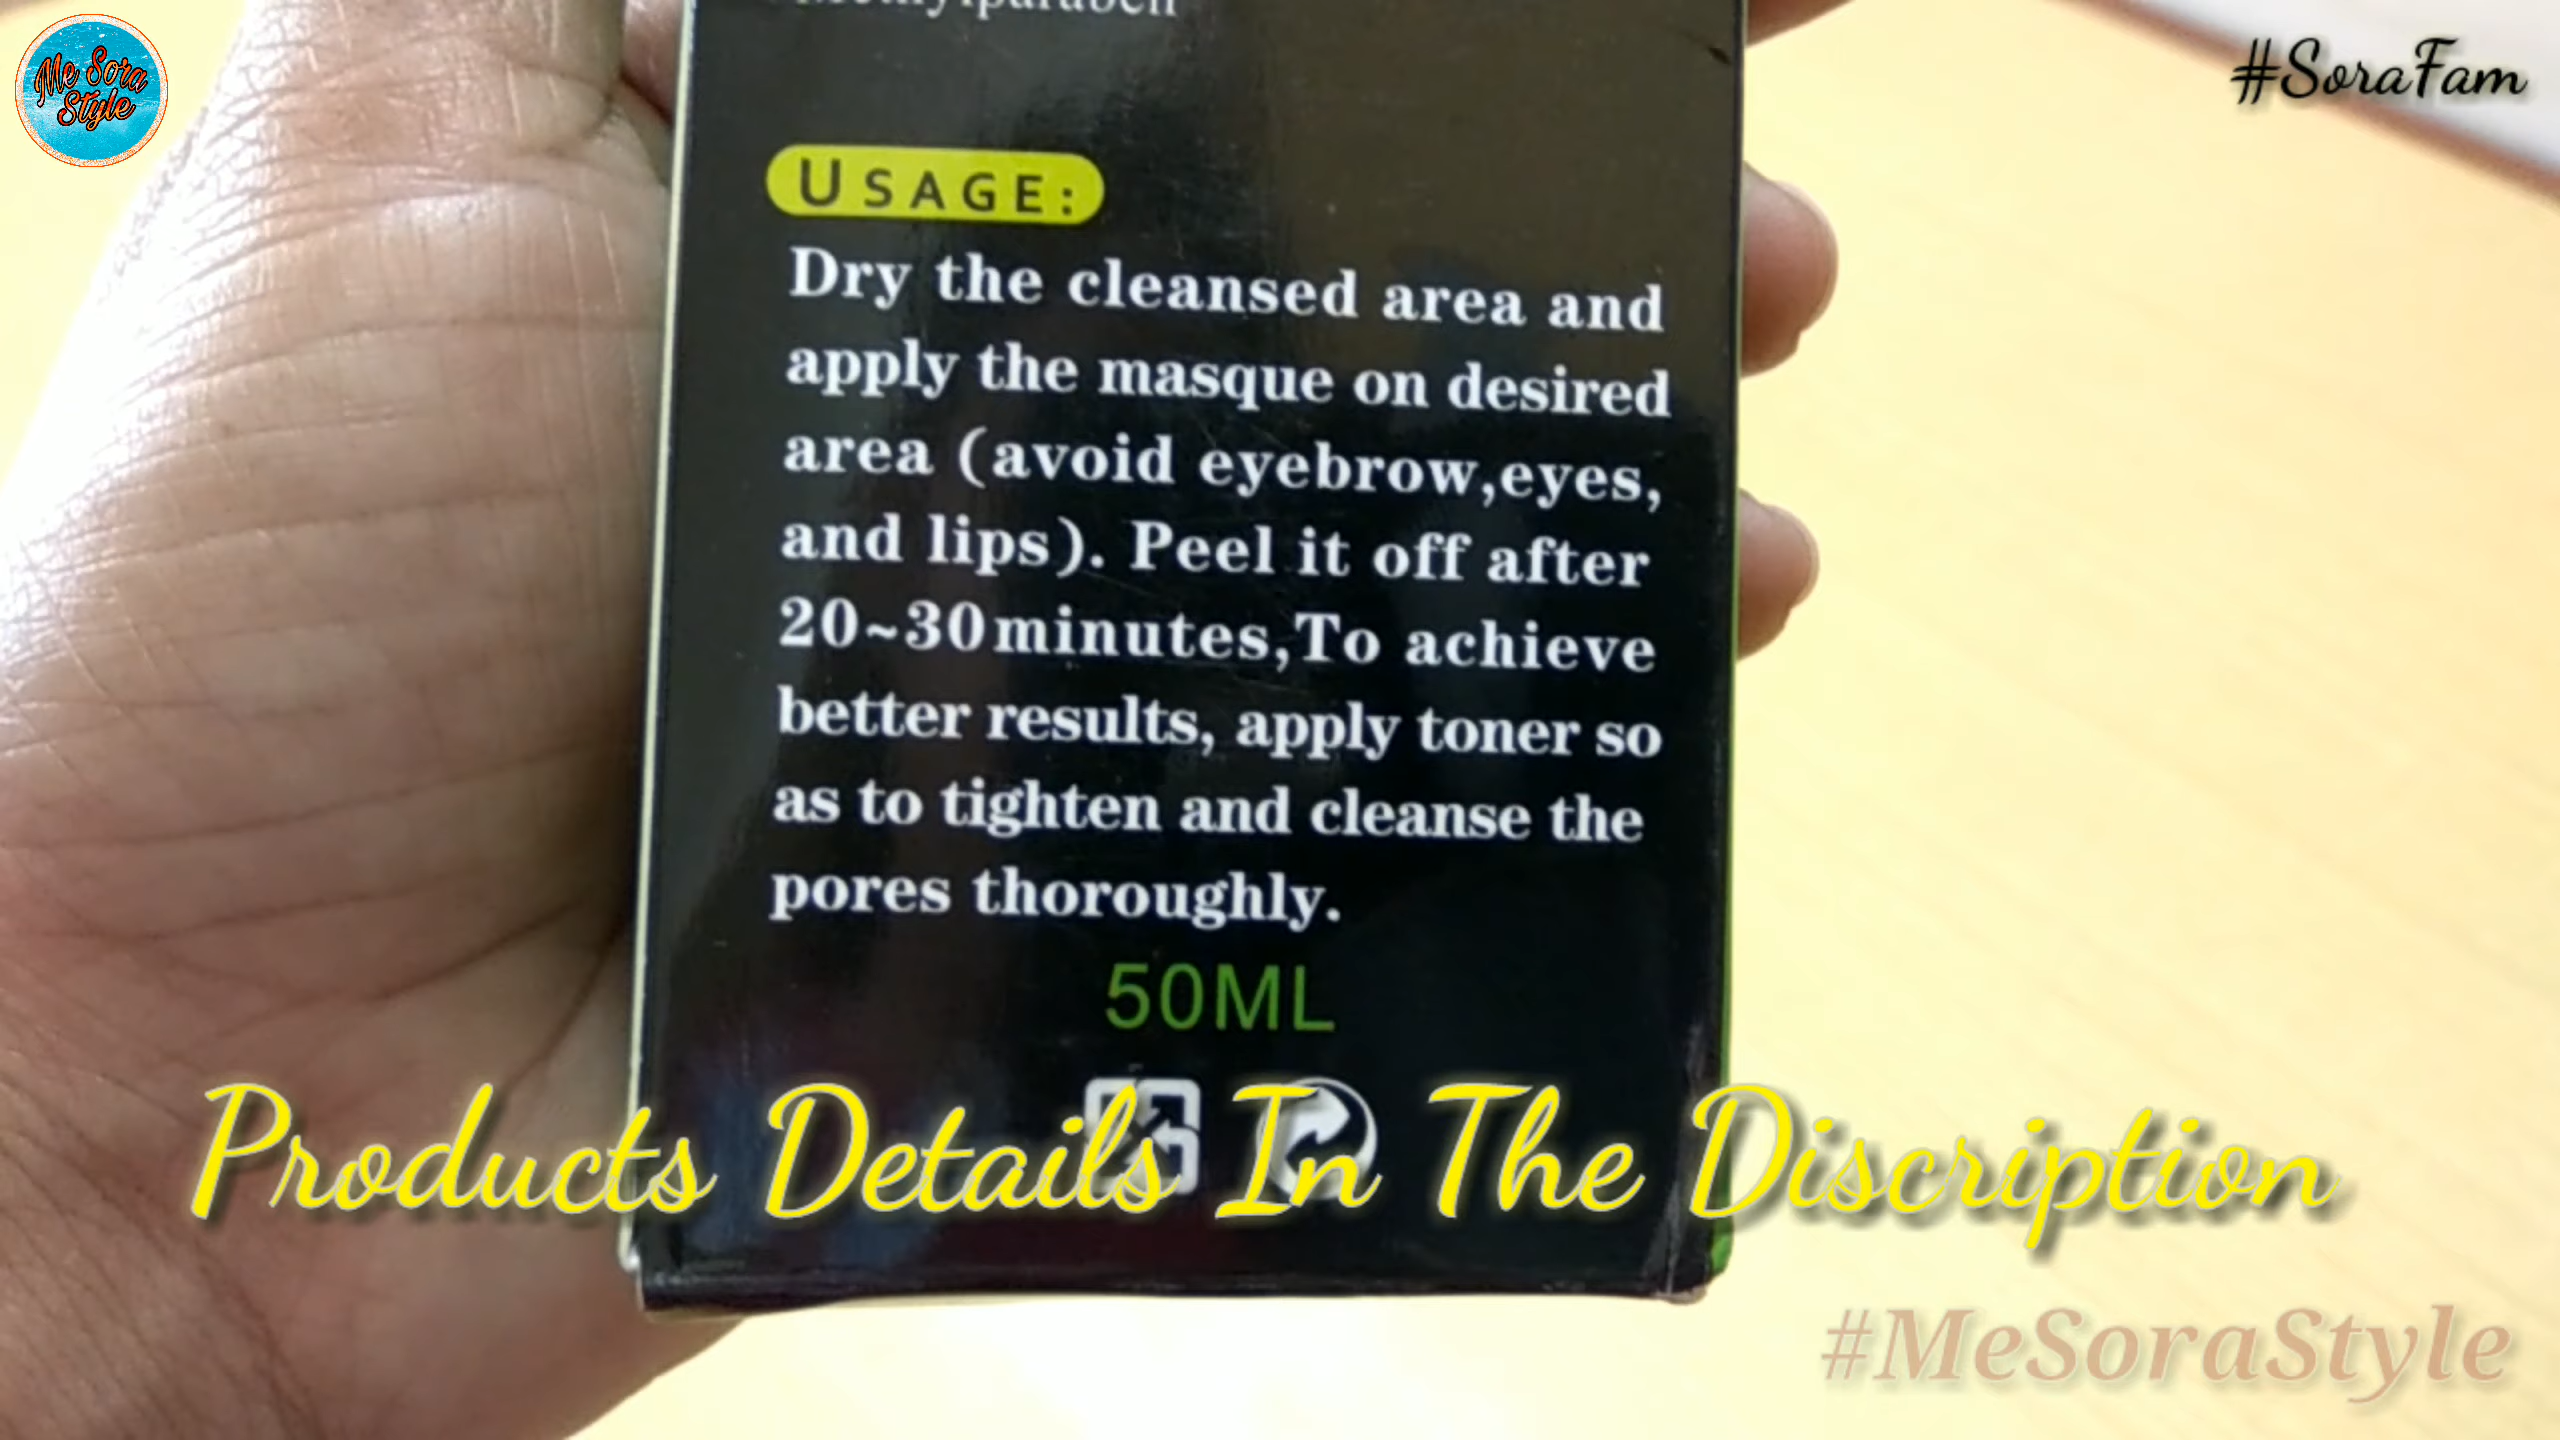 Me Sora
Style
#SoraFam
USAGE:
Dry the cleansed area and
apply the masque on desired
area (avoid eyebrow,eyes,
and lips). Peel it off after
20~30minutes,To achieve
better results, apply toner so
as to tighten and cleanse the
pores thoroughly.
50ML
Products Details In The Discription
#MeSoraStyle